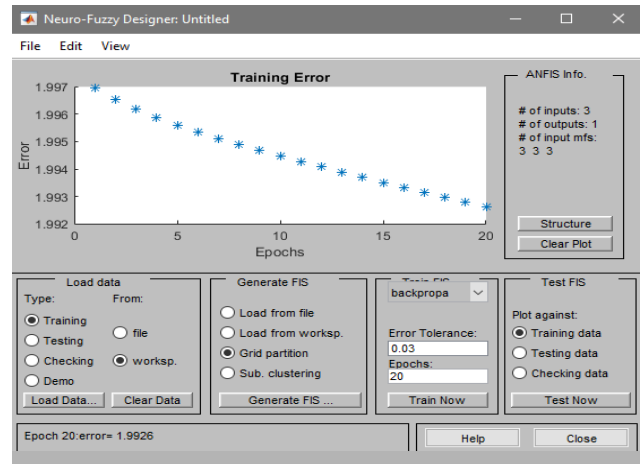 Neuro-Fuzzy Designer: Untitled
File Edit View
Training Error
1.997
1.996
1.995
1.994
1.993
1.992
Error
0 5 10 15 20
Epochs
ANFIS Info.
# of inputs: 3
# of outputs: 1
# of input mfs:
3 3 3
Structure
Clear Plot
Load data
Type: From:
Training
Testing
Checking
Demo
file
worksp.
Load Data... Clear Data
Generate FIS
Load from file
Load from worksp.
Grid partition
Sub. clustering
Generate FIS ...
Train FIS
backpropa
Error Tolerance:
0.03
Epochs:
20
Train Now
Test FIS
Plot against:
Training data
Testing data
Checking data
Test Now
Epoch 20:error= 1.9926
Help Close